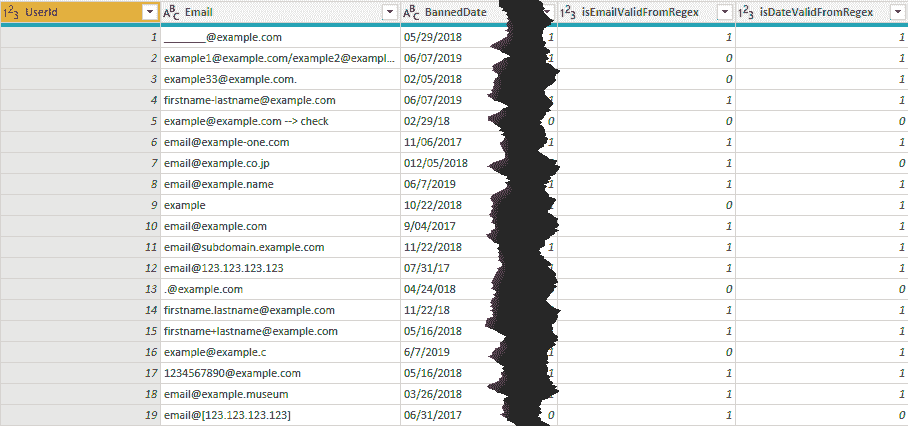 123 UserId ABC Email ABC BannedDate 123 isEmailValidFromRegex 123 isDateValidFromRegex
1 ________@example.com 05/29/2018 1 1 1
2 example1@example.com/example2@exampl... 06/07/2019 1 0 1
3 example33@example.com. 02/05/2018 0 1
4 firstname-lastname@example.com 06/07/2019 1 1 1
5 example@example.com --> check 02/29/18 0 0 0
6 email@example-one.com 11/06/2017 1 1 1
7 email@example.co.jp 012/05/2018 1 0
8 email@example.name 06/7/2019 1 1 1
9 example 10/22/2018 0 1
10 email@example.com 9/04/2017 1 1
11 email@subdomain.example.com 11/22/2018 1 1 1
12 email@123.123.123.123 07/31/17 1 1 1
13 .@example.com 04/24/018 0 0 0
14 firstname.lastname@example.com 11/22/18 1 1
15 firstname+lastname@example.com 05/16/2018 1 1
16 example@example.c 6/7/2019 1 0 1
17 1234567890@example.com 05/16/2018 1 1 1
18 email@example.museum 03/26/2018 1 1 1
19 email@[123.123.123.123] 06/31/2017 0 1 0